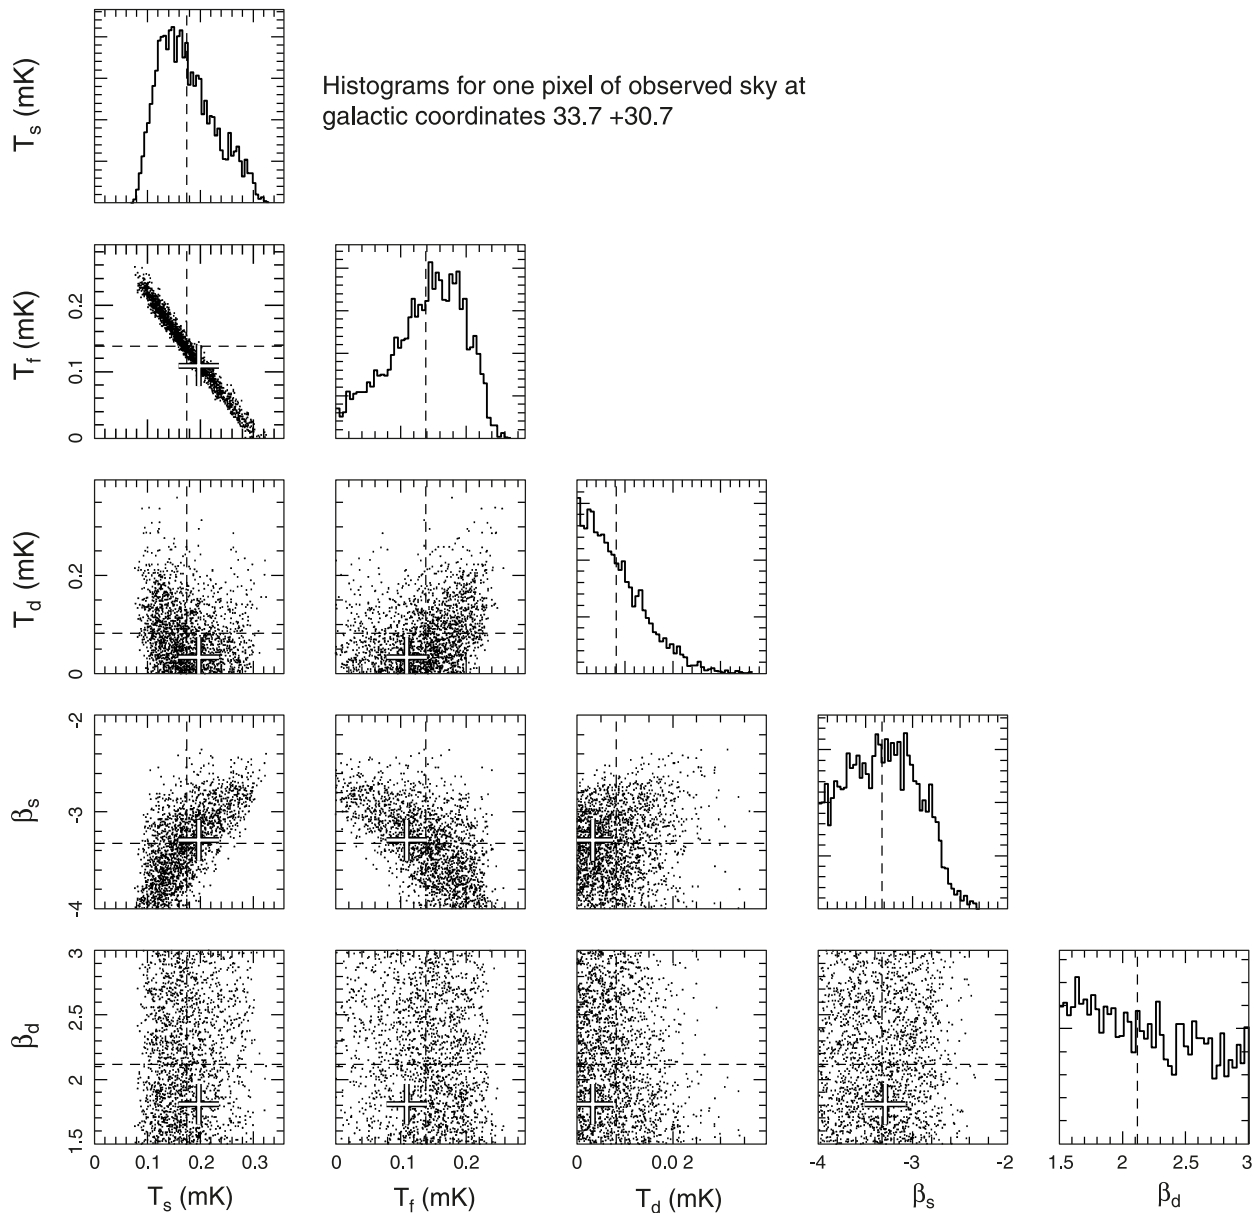 T_s (mK)
Histograms for one pixel of observed sky at
galactic coordinates 33.7 +30.7
T_f (mK)
0.2
0.1
0
T_d (mK)
0.2
0
β_s
-2
-3
-4
β_d
3
2.5
2
1.5
0 0.1 0.2 0.3
0 0.1 0.2
0 0.02
-4 -3 -2
1.5 2 2.5 3
T_s (mK)
T_f (mK)
T_d (mK)
β_s
β_d